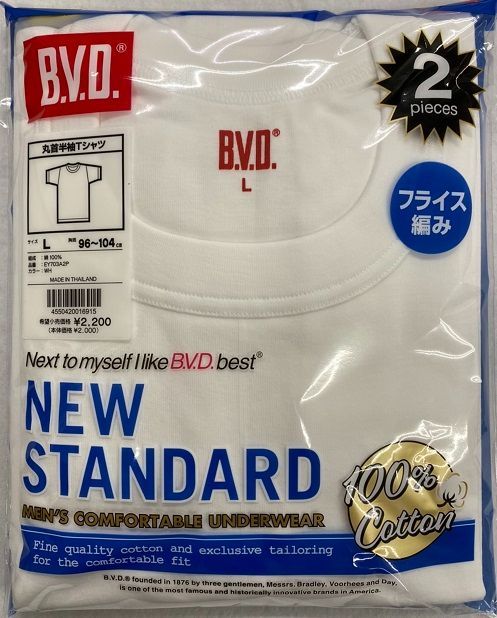 B.V.D.®
2
pieces
丸首半袖Tシャツ
B.V.D.®
L
フライス
編み
サイズ L 胸囲 96〜104cm
組成：綿100%
品番：EY703A2P
カラー：WH
MADE IN THAILAND
4550420016915
希望小売価格 ¥2,200
(本体価格 ¥2,000)
Next to myself I like B.V.D. best®
NEW
STANDARD
MEN'S COMFORTABLE UNDERWEAR
100%
Cotton
Fine quality cotton and exclusive tailoring
for the comfortable fit
B.V.D.® founded in 1876 by three gentlemen, Messrs. Bradley, Voorhees and Day,
is one of the most famous and historically innovative brands in America.